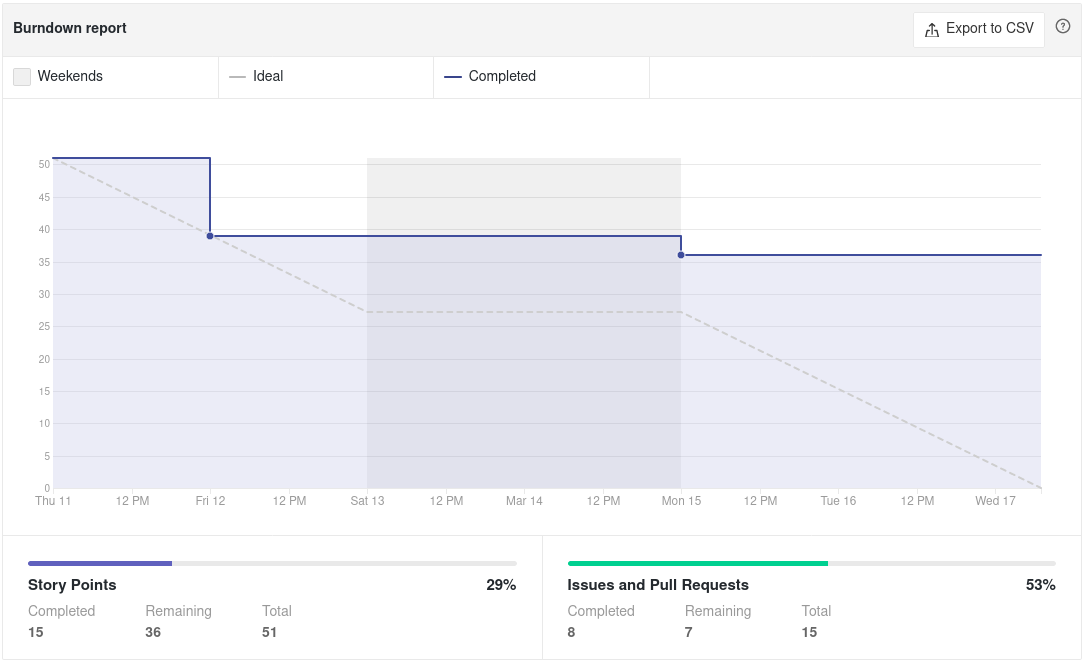 Burndown report
Export to CSV
?
Weekends
Ideal
Completed
50
45
40
35
30
25
20
15
10
5
0
Thu 11 12 PM Fri 12 12 PM Sat 13 12 PM Mar 14 12 PM Mon 15 12 PM Tue 16 12 PM Wed 17
Story Points 29%
Completed Remaining Total
15 36 51
Issues and Pull Requests 53%
Completed Remaining Total
8 7 15